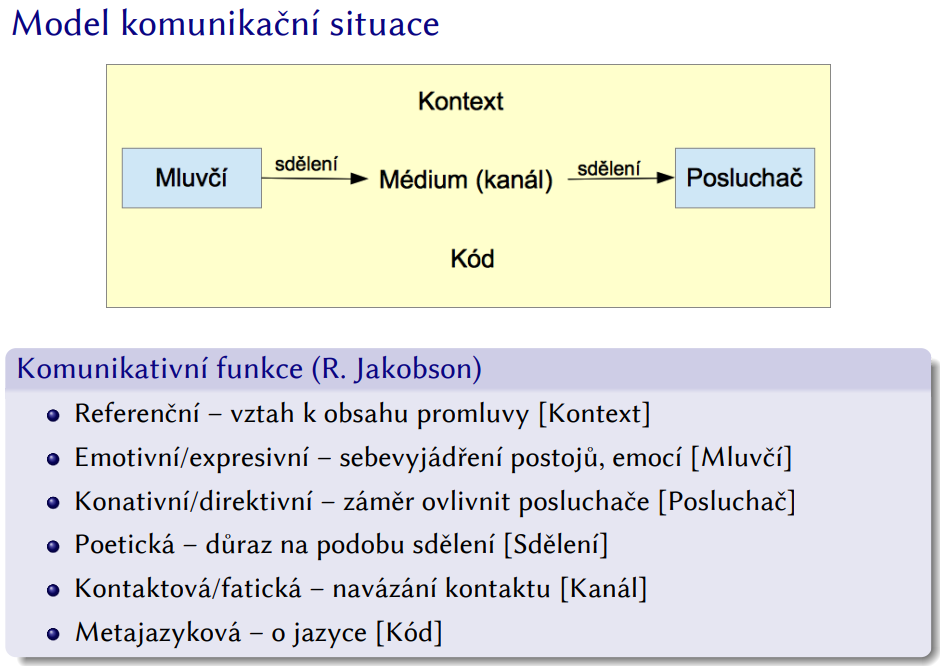 Model komunikační situace
Kontext
Mluvčí
sdělení
Médium (kanál)
sdělení
Posluchač
Kód
Komunikativní funkce (R. Jakobson)
Referenční – vztah k obsahu promluvy [Kontext]
Emotivní/expresivní – sebevyjádření postojů, emocí [Mluvčí]
Konativní/direktivní – záměr ovlivnit posluchače [Posluchač]
Poetická – důraz na podobu sdělení [Sdělení]
Kontaktová/fatická – navázání kontaktu [Kanál]
Metajazyková – o jazyce [Kód]